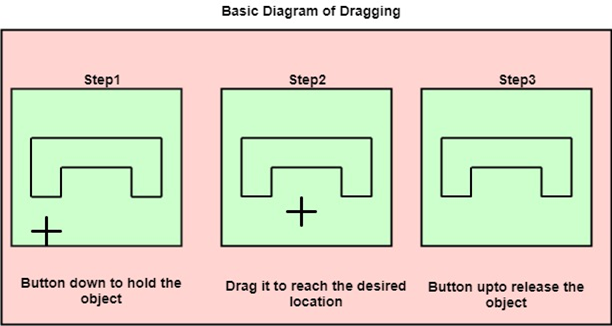 Basic Diagram of Dragging
Step1
Step2
Step3
Button down to hold the
object
Drag it to reach the desired
location
Button upto release the
object